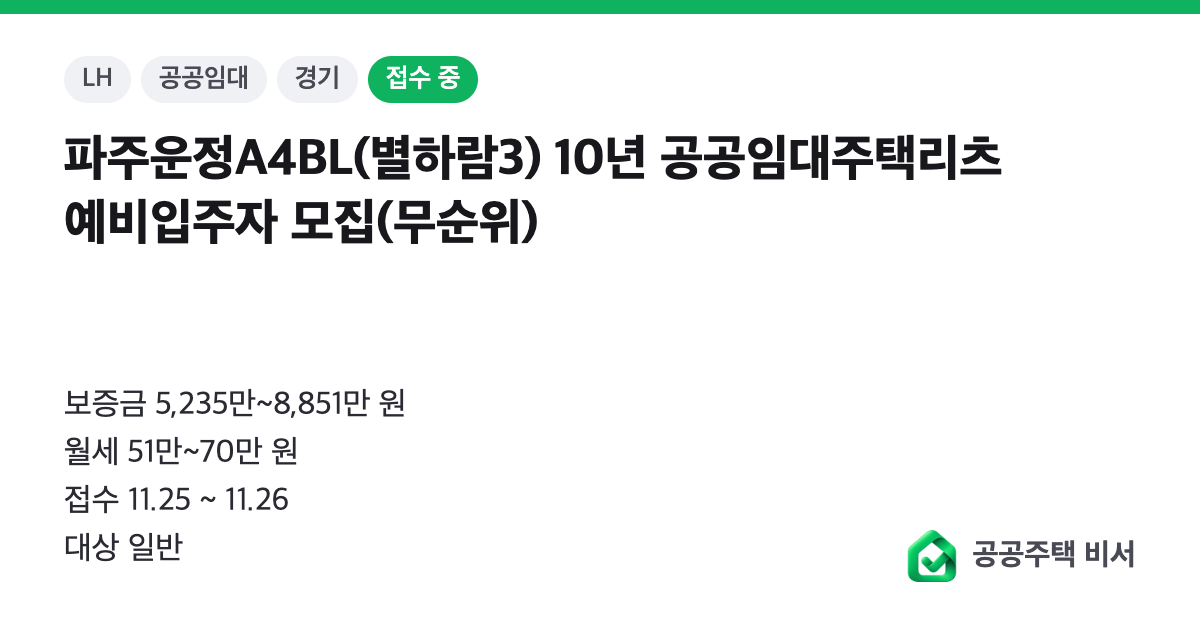 LH 공공임대 경기 접수 중
파주운정A4BL(별하람3) 10년 공공임대주택리츠
예비입주자 모집(무순위)
보증금 5,235만~8,851만 원
월세 51만~70만 원
접수 11.25 ~ 11.26
대상 일반
공공주택 비서